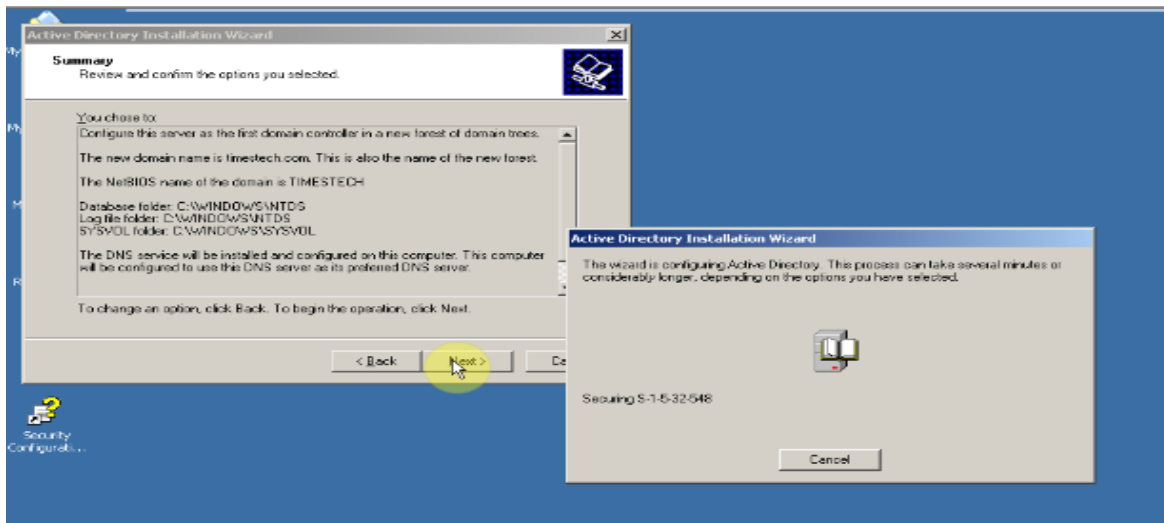 Active Directory Installation Wizard
Summary
Review and confirm the options you selected.
You chose to:
Configure this server as the first domain controller in a new forest of domain trees.
The new domain name is timestech.com. This is also the name of the new forest.
The NetBIOS name of the domain is TIMESTECH
Database folder: C:\WINDOWS\NTDS
Log file folder: C:\WINDOWS\NTDS
SYSVOL folder: C:\WINDOWS\SYSVOL
The DNS service will be installed and configured on this computer. This computer
will be configured to use this DNS server as its preferred DNS server.
To change an option, click Back. To begin the operation, click Next.
< Back
Next >
Ca
Active Directory Installation Wizard
The wizard is configuring Active Directory. This process can take several minutes or
considerably longer, depending on the options you have selected.
Securing S-1-5-32-548
Cancel
My
My
M
R
Security
Configurati...